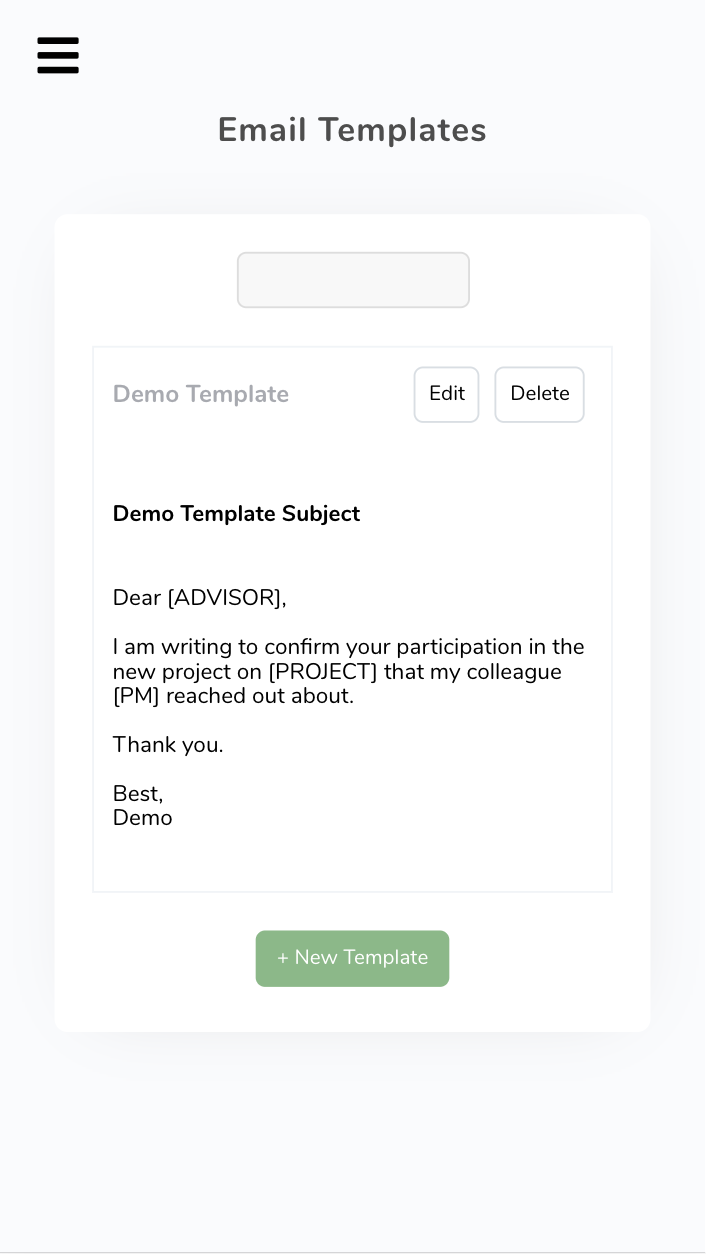 Email Templates
Demo Template
Edit
Delete
Demo Template Subject
Dear [ADVISOR],
I am writing to confirm your participation in the
new project on [PROJECT] that my colleague
[PM] reached out about.
Thank you.
Best,
Demo
+ New Template